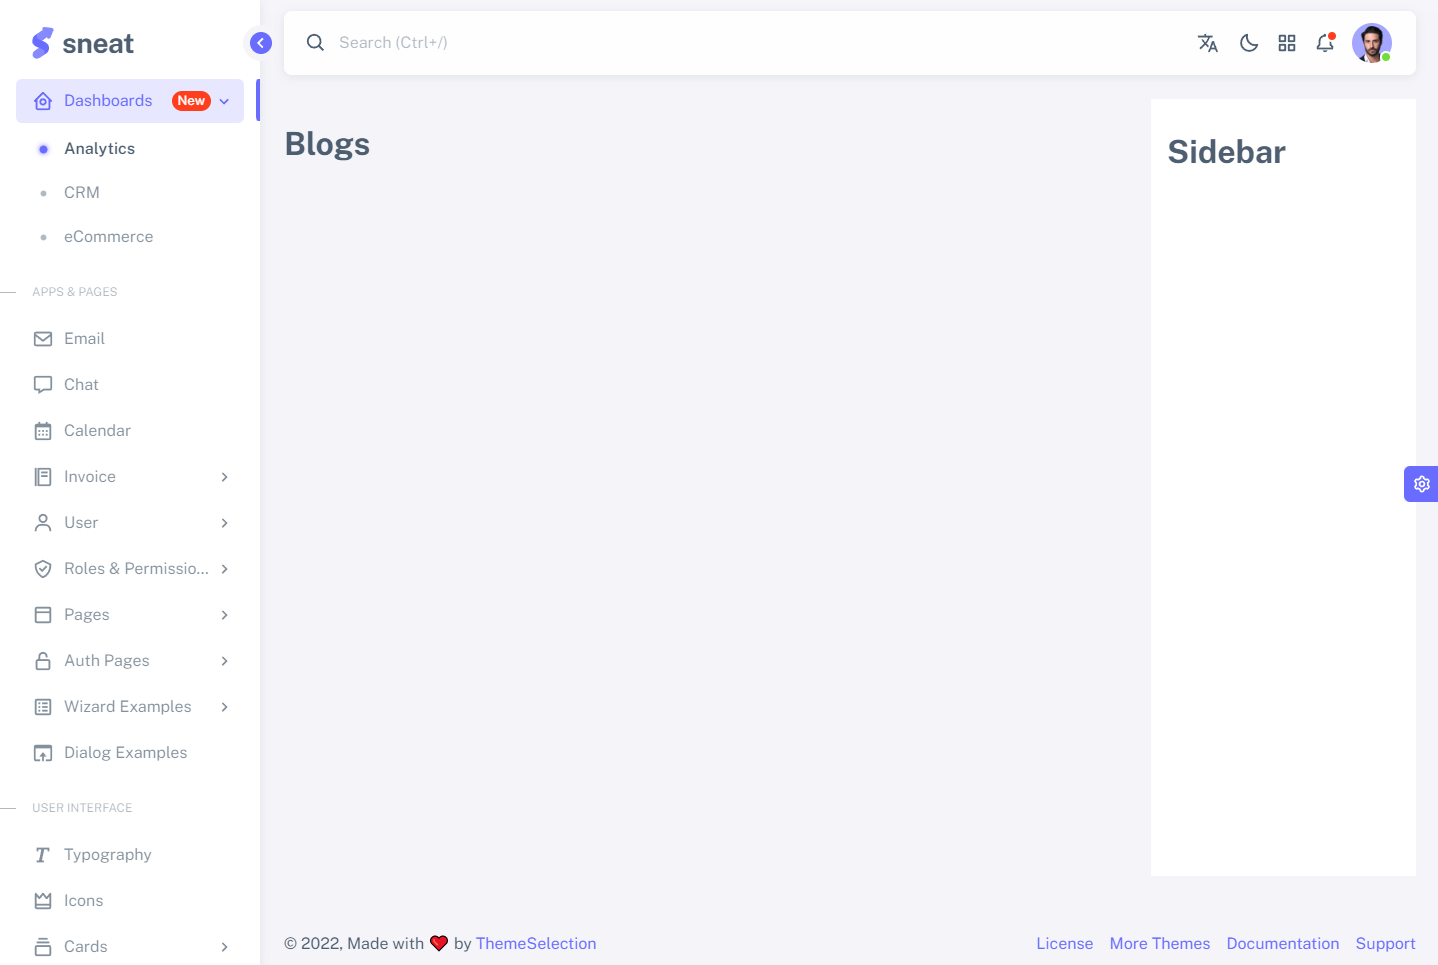 sneat
Search (Ctrl+/)
Dashboards New
Analytics
CRM
eCommerce
APPS & PAGES
Email
Chat
Calendar
Invoice
User
Roles & Permissio...
Pages
Auth Pages
Wizard Examples
Dialog Examples
USER INTERFACE
Typography
Icons
Cards
Blogs
Sidebar
© 2022, Made with ❤️ by ThemeSelection
License More Themes Documentation Support